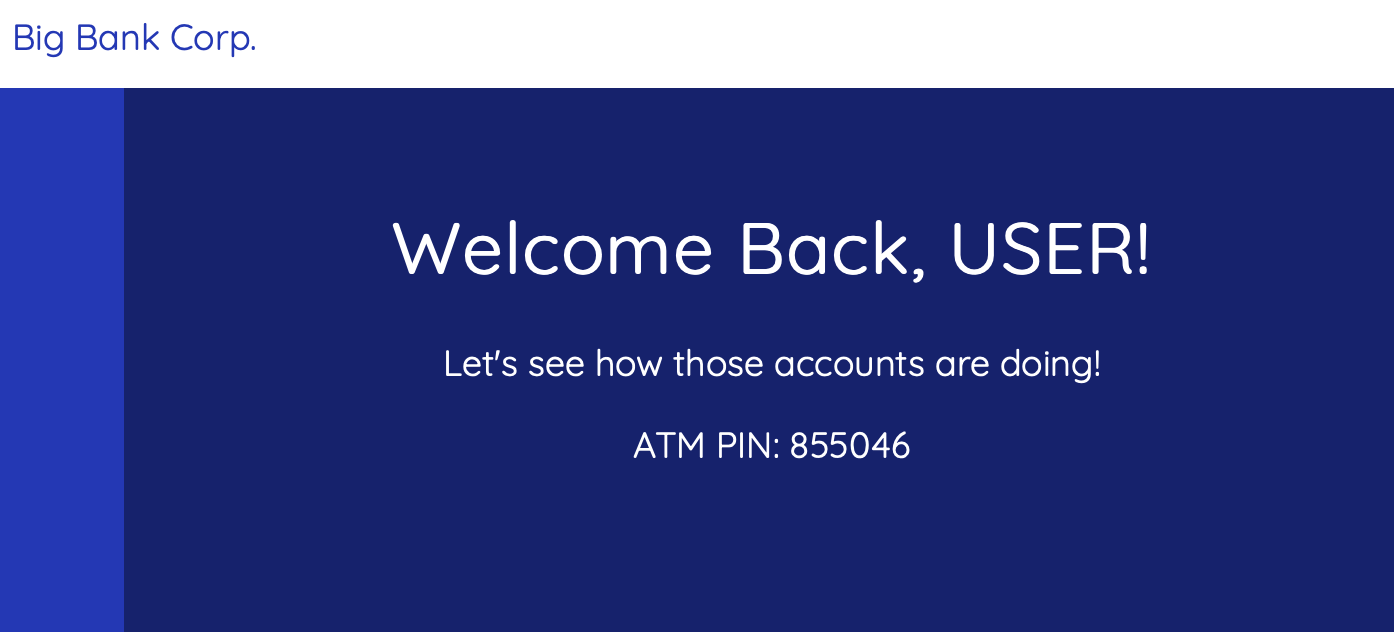 Big Bank Corp.
Welcome Back, USER!
Let's see how those accounts are doing!
ATM PIN: 855046